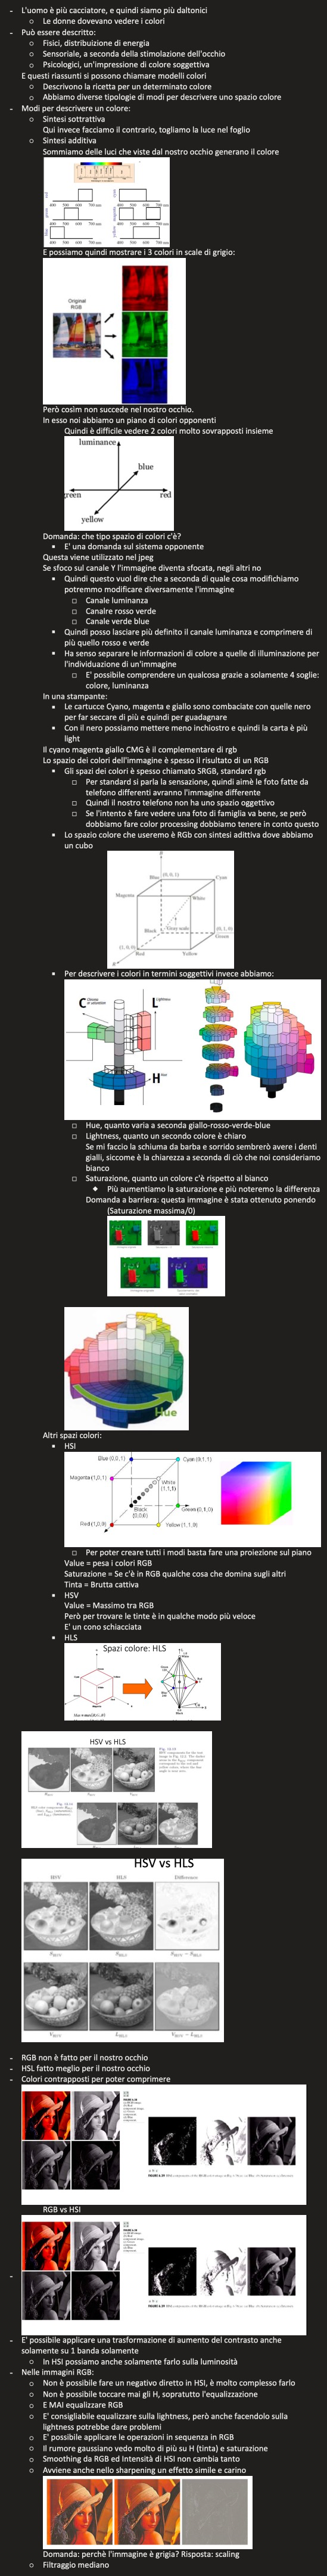 - L'uomo è più cacciatore, e quindi siamo più daltonici
o Le donne dovevano vedere i colori
- Può essere descritto:
o Fisici, distribuizione di energia
o Sensoriale, a seconda della stimolazione dell'occhio
o Psicologici, un'impressione di colore soggettiva
E questi riassunti si possono chiamare modelli colori
o Descrivono la ricetta per un determinato colore
o Abbiamo diverse tipologie di modi per descrivere uno spazio colore
- Modi per descrivere un colore:
o Sintesi sottrattiva
Qui invece facciamo il contrario, togliamo la luce nel foglio
o Sintesi additiva
Sommiamo delle luci che viste dal nostro occhio generano il colore
400 500 600 700 nm 400 500 600 700 nm
400 500 600 700 nm 400 500 600 700 nm
400 500 600 700 nm 400 500 600 700 nm
E possiamo quindi mostrare i 3 colori in scale di grigio:
Original
RGB
Però cosìm non succede nel nostro occhio.
In esso noi abbiamo un piano di colori opponenti
Quindi è difficile vedere 2 colori molto sovrapposti insieme
luminance
blue
green red
yellow
Domanda: che tipo spazio di colori c'è?
▪ E' una domanda sul sistema opponente
Questa viene utilizzato nel jpeg
Se sfoco sul canale Y l'immagine diventa sfocata, negli altri no
▪ Quindi questo vuol dire che a seconda di quale cosa modifichiamo
potremmo modificare diversamente l'immagine
□ Canale luminanza
□ Canalre rosso verde
□ Canale verde blue
▪ Quindi posso lasciare più definito il canale luminanza e comprimere di
più quello rosso e verde
▪ Ha senso separare le informazioni di colore a quelle di illuminazione per
l'individuazione di un'immagine
□ E' possibile comprendere un qualcosa grazie a solamente 4 soglie:
colore, luminanza
In una stampante:
▪ Le cartucce Cyano, magenta e giallo sono combaciate con quelle nero
per far seccare di più e quindi per guadagnare
▪ Con il nero possiamo mettere meno inchiostro e quindi la carta è più
light
Il cyano magenta giallo CMG è il complementare di rgb
Lo spazio dei colori dell'immagine è spesso il risultato di un RGB
▪ Gli spazi dei colori è spesso chiamato SRGB, standard rgb
□ Per standard si parla la sensazione, quindi aimè le foto fatte da
telefono differenti avranno l'immagine differente
□ Quindi il nostro telefono non ha uno spazio oggettivo
□ Se l'intento è fare vedere una foto di famiglia va bene, se però
dobbiamo fare color processing dobbiamo tenere in conto questo
▪ Lo spazio colore che useremo è RGb con sintesi adittiva dove abbiamo
un cubo
B
Blue (0, 0, 1) Cyan
Magenta White
Black Gray scale (0, 1, 0)
G
Green
(1, 0, 0)
Red Yellow
R
▪ Per descrivere i colori in termini soggettivi invece abbiamo:
C L Lightness
H Hue
□ Hue, quanto varia a seconda giallo-rosso-verde-blue
□ Lightness, quanto un secondo colore è chiaro
Se mi faccio la schiuma da barba e sorrido sembrerò avere i denti
gialli, siccome è la chiarezza a seconda di ciò che noi consideriamo
bianco
□ Saturazione, quanto un colore c'è rispetto al bianco
◆ Più aumentiamo la saturazione e più noteremo la differenza
Domanda a barriera: questa immagine è stata ottenuto ponendo
(Saturazione massima/0)
Hue
Altri spazi colori:
▪ HSI
Blue (0,0,1) Cyan (0,1,1)
Magenta (1,0,1) White
(1,1,1)
Black
(0,0,0) Green (0,1,0)
Red (1,0,0) Yellow (1,1,0)
□ Per poter creare tutti i modi basta fare una proiezione sul piano
Value = pesa i colori RGB
Saturazione = Se c'è in RGB qualche cosa che domina sugli altri
Tinta = Brutta cattiva
▪ HSV
Value = Massimo tra RGB
Però per trovare le tinte è in qualche modo più veloce
E' un cono schiacciata
▪ HLS
Spazi colore: HLS
HSV vs HLS
HSV vs HLS
HSV HLS Difference
S HSV S HLS S HSV − S HLS
V HSV L HLS V HSV − L HLS
- RGB non è fatto per il nostro occhio
- HSL fatto meglio per il nostro occhio
- Colori contrapposti per poter comprimere
RGB vs HSI
-
- E' possibile applicare una trasformazione di aumento del contrasto anche
solamente su 1 banda solamente
o In HSI possiamo anche solamente farlo sulla luminosità
- Nelle immagini RGB:
o Non è possibile fare un negativo diretto in HSI, è molto complesso farlo
o Non è possibile toccare mai gli H, sopratutto l'equalizzazione
o E MAI equalizzare RGB
o E' consigliabile equalizzare sulla lightness, però anche facendolo sulla
lightness potrebbe dare problemi
o E' possibile applicare le operazioni in sequenza in RGB
o Il rumore gaussiano vedo molto di più su H (tinta) e saturazione
o Smoothing da RGB ed Intensità di HSI non cambia tanto
o Avviene anche nello sharpening un effetto simile e carino
Domanda: perchè l'immagine è grigia? Risposta: scaling
o Filtraggio mediano